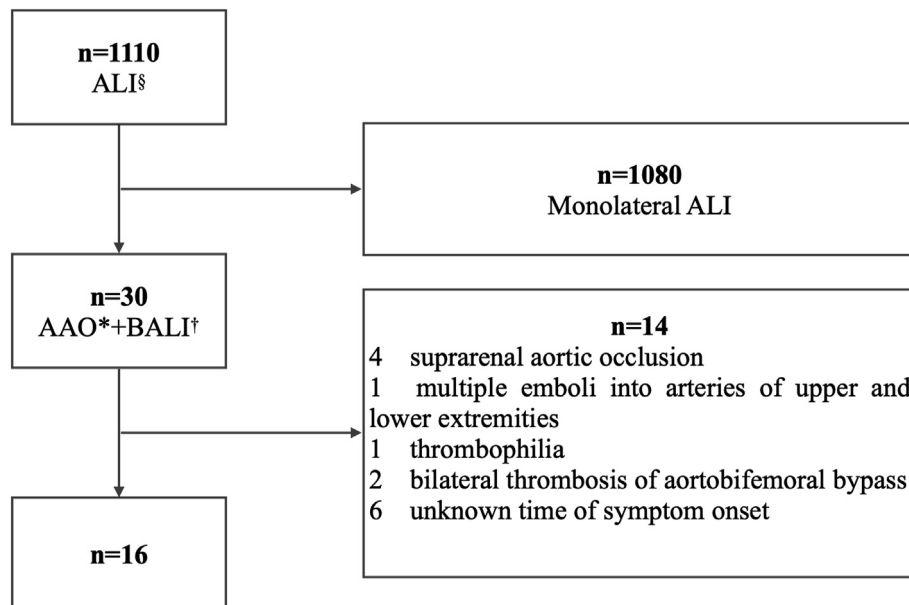 n=1110
ALI§
n=1080
Monolateral ALI
n=30
AAO*+BALI†
n=14
4 suprarenal aortic occlusion
1 multiple emboli into arteries of upper and
lower extremities
1 thrombophilia
2 bilateral thrombosis of aortobifemoral bypass
6 unknown time of symptom onset
n=16